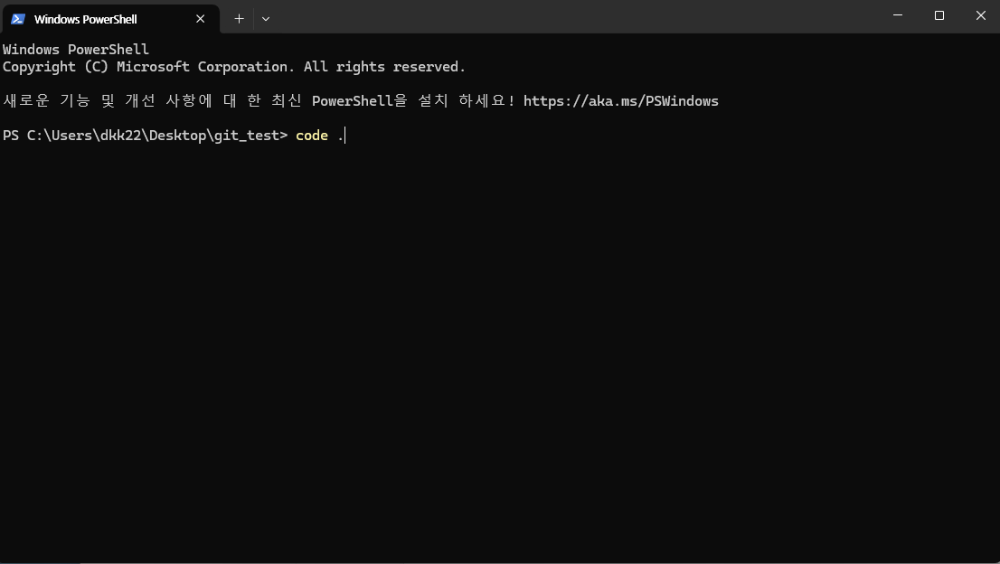 Windows PowerShell
Windows PowerShell
Copyright (C) Microsoft Corporation. All rights reserved.
새로운 기능 및 개선 사항에 대 한 최신 PowerShell을 설치 하세요! https://aka.ms/PSWindows
PS C:\Users\dkk22\Desktop\git_test> code .